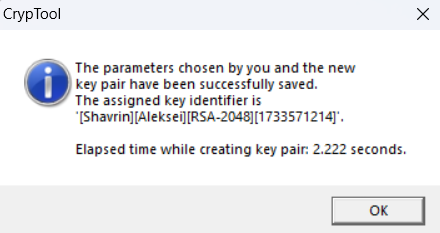 CrypTool
The parameters chosen by you and the new
key pair have been successfully saved.
The assigned key identifier is
'[Shavrin][Aleksei][RSA-2048][1733571214]'.
Elapsed time while creating key pair: 2.222 seconds.
OK